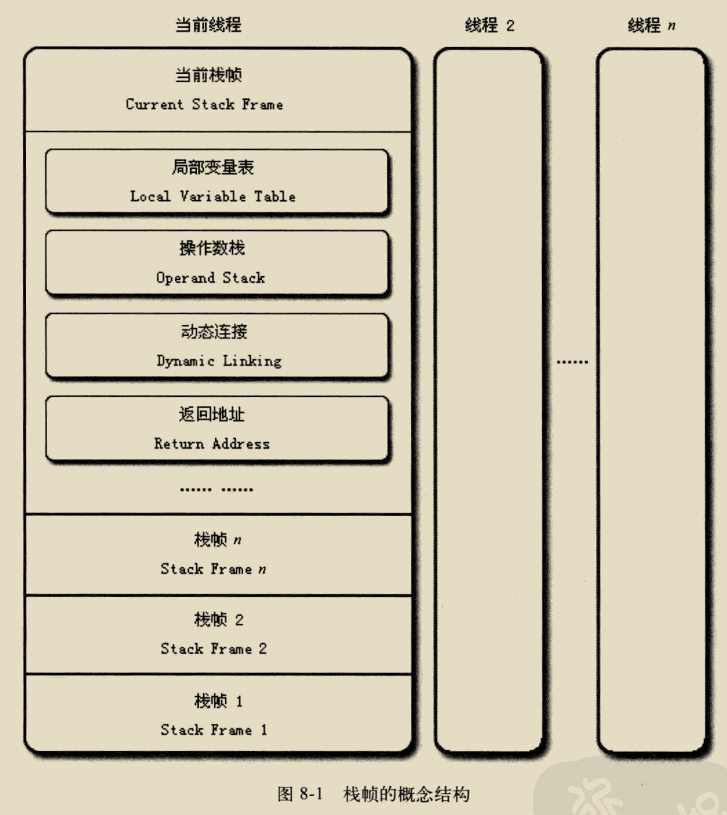 当前线程
线程 2
线程 n
当前栈帧
Current Stack Frame
局部变量表
Local Variable Table
操作数栈
Operand Stack
动态连接
Dynamic Linking
……
返回地址
Return Address
…… ……
栈帧 n
Stack Frame n
栈帧 2
Stack Frame 2
栈帧 1
Stack Frame 1
图 8-1 栈帧的概念结构